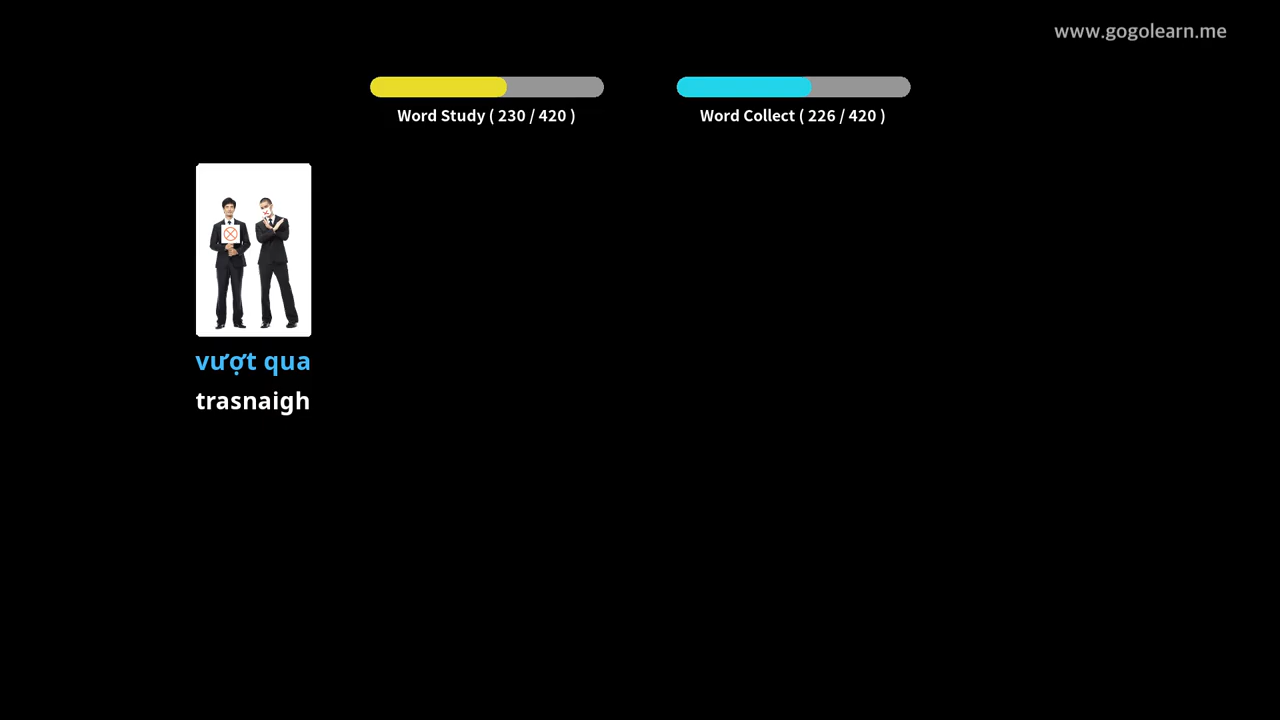 www.gogolearn.me
Word Study ( 230 / 420 )
Word Collect ( 226 / 420 )
vượt qua
trasnaigh